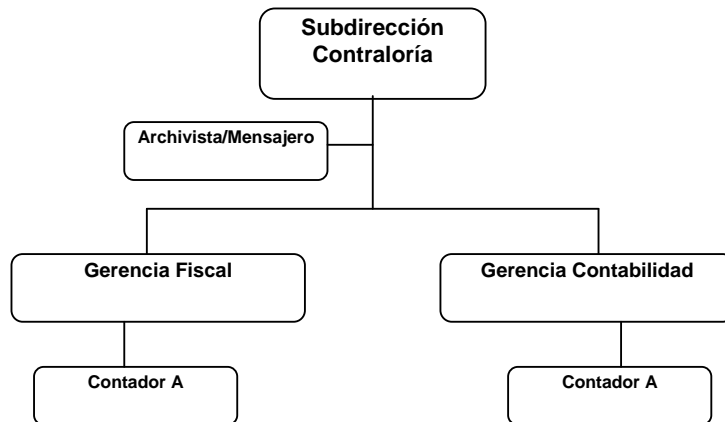 Subdirección
Contraloría
Archivista/Mensajero
Gerencia Fiscal
Gerencia Contabilidad
Contador A
Contador A